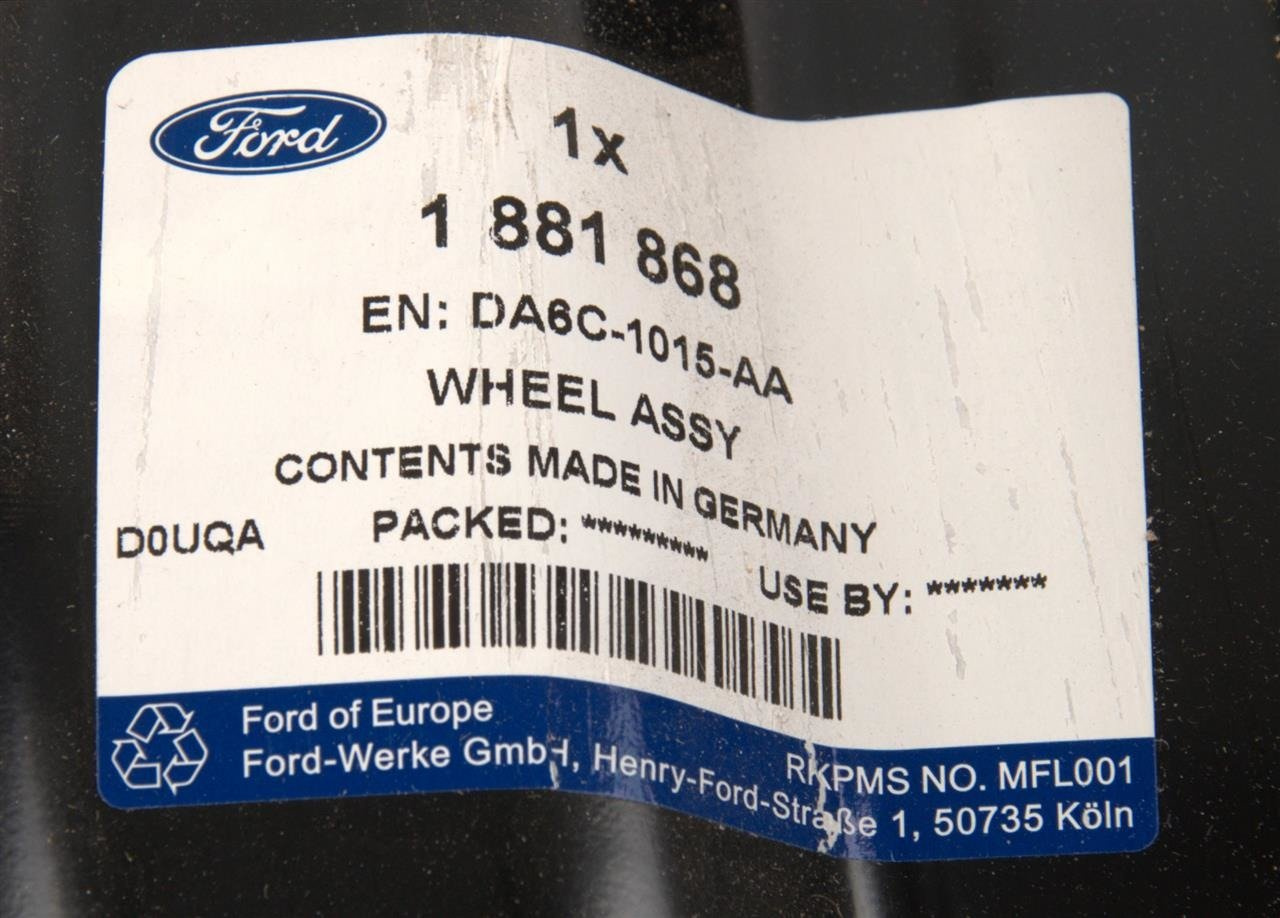 Ford
1x
1 881 868
EN: DA6C-1015-AA
WHEEL ASSY
CONTENTS MADE IN GERMANY
D0UQA PACKED: *********
USE BY: *******
Ford of Europe
RKPMS NO. MFL001
Ford-Werke GmbH, Henry-Ford-Straße 1, 50735 Köln